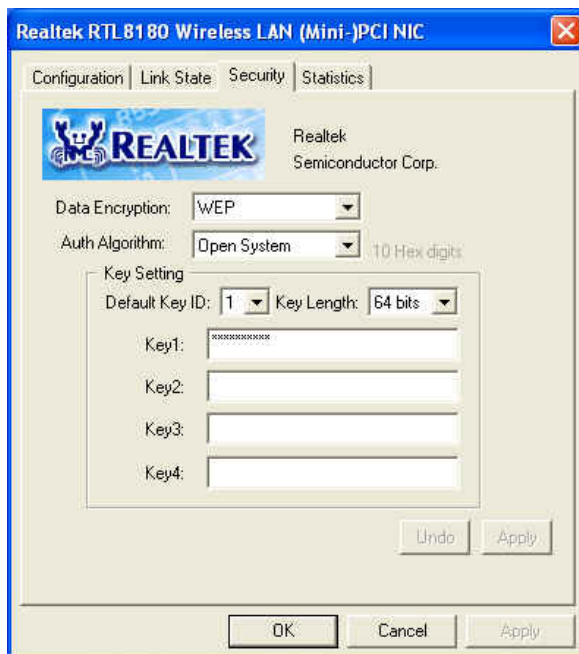 Realtek RTL8180 Wireless LAN (Mini-)PCI NIC
Configuration Link State Security Statistics
REALTEK
Realtek
Semiconductor Corp.
Data Encryption: WEP
Auth Algorithm: Open System 10 Hex digits
Key Setting
Default Key ID: 1 Key Length: 64 bits
Key1: **********
Key2:
Key3:
Key4:
Undo Apply
OK Cancel Apply